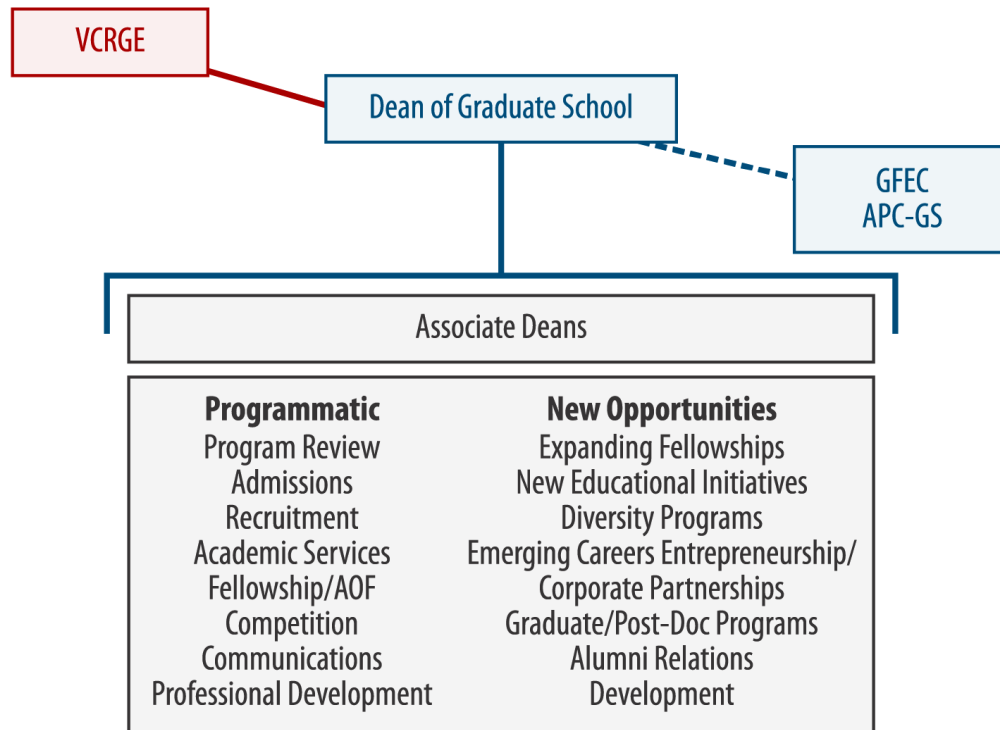 VCRGE
Dean of Graduate School
GFEC
APC-GS
Associate Deans
Programmatic
Program Review
Admissions
Recruitment
Academic Services
Fellowship/AOF
Competition
Communications
Professional Development
New Opportunities
Expanding Fellowships
New Educational Initiatives
Diversity Programs
Emerging Careers Entrepreneurship/
Corporate Partnerships
Graduate/Post-Doc Programs
Alumni Relations
Development